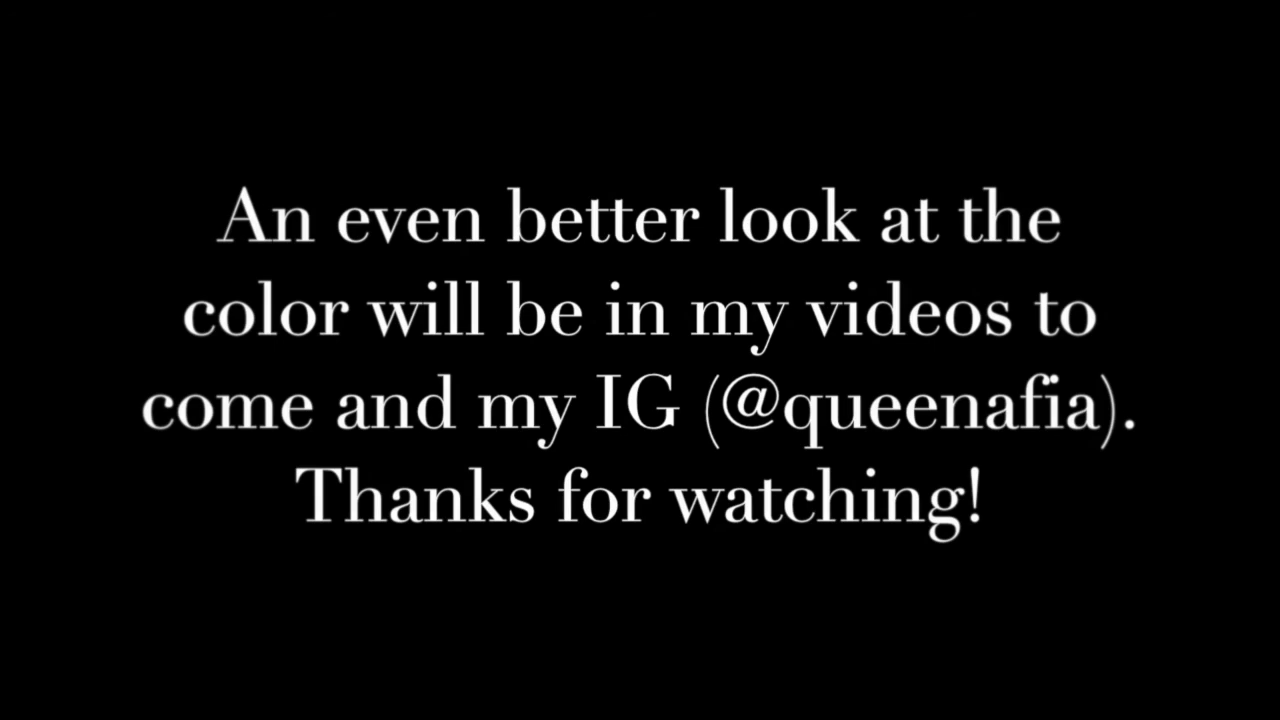 An even better look at the
color will be in my videos to
come and my IG (@queenafia).
Thanks for watching!